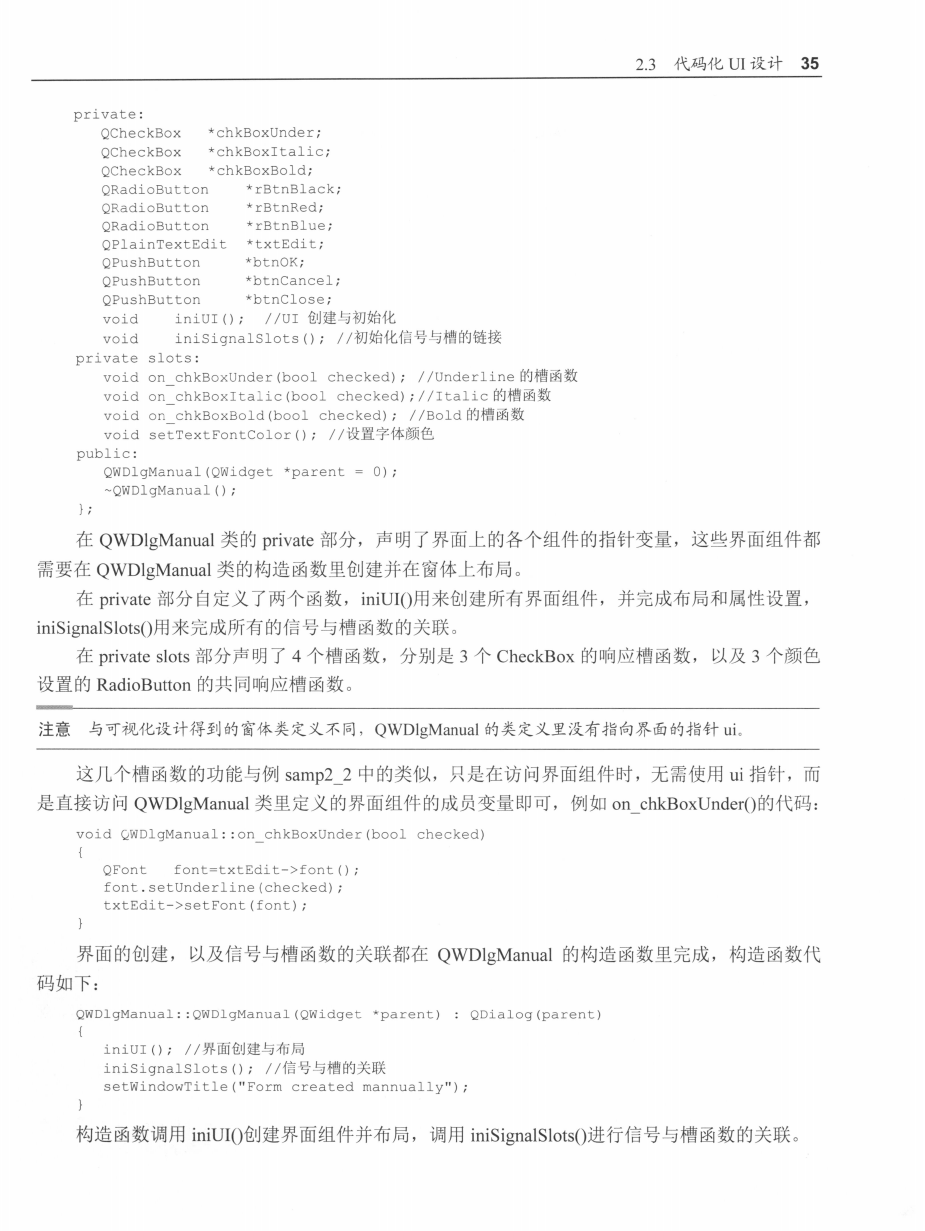 2.3 代码化 UI 设计 35
private:
QCheckBox *chkBoxUnder;
QCheckBox *chkBoxItalic;
QCheckBox *chkBoxBold;
QRadioButton *rBtnBlack;
QRadioButton *rBtnRed;
QRadioButton *rBtnBlue;
QPlainTextEdit *txtEdit;
QPushButton *btnOK;
QPushButton *btnCancel;
QPushButton *btnClose;
void iniUI(); //UI 创建与初始化
void iniSignalSlots(); //初始化信号与槽的链接
private slots:
void on_chkBoxUnder(bool checked); //Underline 的槽函数
void on_chkBoxItalic(bool checked);//Italic 的槽函数
void on_chkBoxBold(bool checked); //Bold 的槽函数
void setTextFontColor(); //设置字体颜色
public:
QWDlgManual(QWidget *parent = 0);
~QWDlgManual();
};
在 QWDlgManual 类的 private 部分，声明了界面上的各个组件的指针变量，这些界面组件都
需要在 QWDlgManual 类的构造函数里创建并在窗体上布局。
在 private 部分自定义了两个函数，iniUI()用来创建所有界面组件，并完成布局和属性设置，
iniSignalSlots()用来完成所有的信号与槽函数的关联。
在 private slots 部分声明了 4 个槽函数，分别是 3 个 CheckBox 的响应槽函数，以及 3 个颜色
设置的 RadioButton 的共同响应槽函数。
注意 与可视化设计得到的窗体类定义不同，QWDlgManual 的类定义里没有指向界面的指针 ui。
这几个槽函数的功能与例 samp2_2 中的类似，只是在访问界面组件时，无需使用 ui 指针，而
是直接访问 QWDlgManual 类里定义的界面组件的成员变量即可，例如 on_chkBoxUnder()的代码：
void QWDlgManual::on_chkBoxUnder(bool checked)
{
QFont font=txtEdit->font();
font.setUnderline(checked);
txtEdit->setFont(font);
}
界面的创建，以及信号与槽函数的关联都在 QWDlgManual 的构造函数里完成，构造函数代
码如下：
QWDlgManual::QWDlgManual(QWidget *parent) : QDialog(parent)
{
iniUI(); //界面创建与布局
iniSignalSlots(); //信号与槽的关联
setWindowTitle("Form created mannually");
}
构造函数调用 iniUI()创建界面组件并布局，调用 iniSignalSlots()进行信号与槽函数的关联。